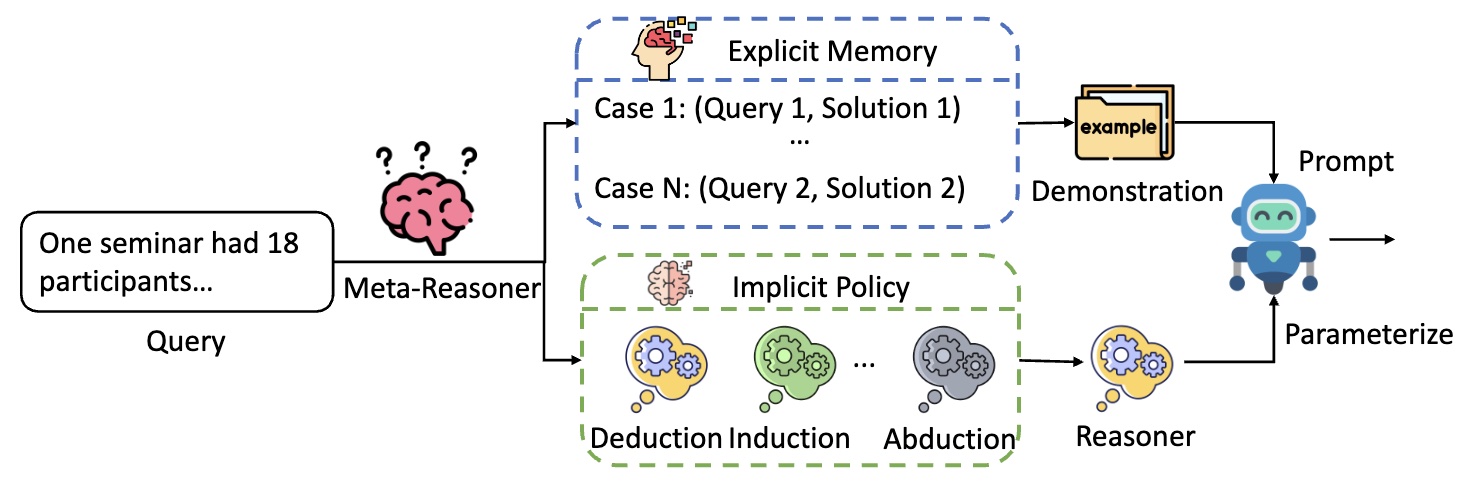 Explicit Memory
Case 1: (Query 1, Solution 1)
...
Case N: (Query 2, Solution 2)
example
Demonstration
Prompt
? ? ?
One seminar had 18
participants...
Query
Meta-Reasoner
Implicit Policy
...
Deduction
Induction
Abduction
Reasoner
Parameterize